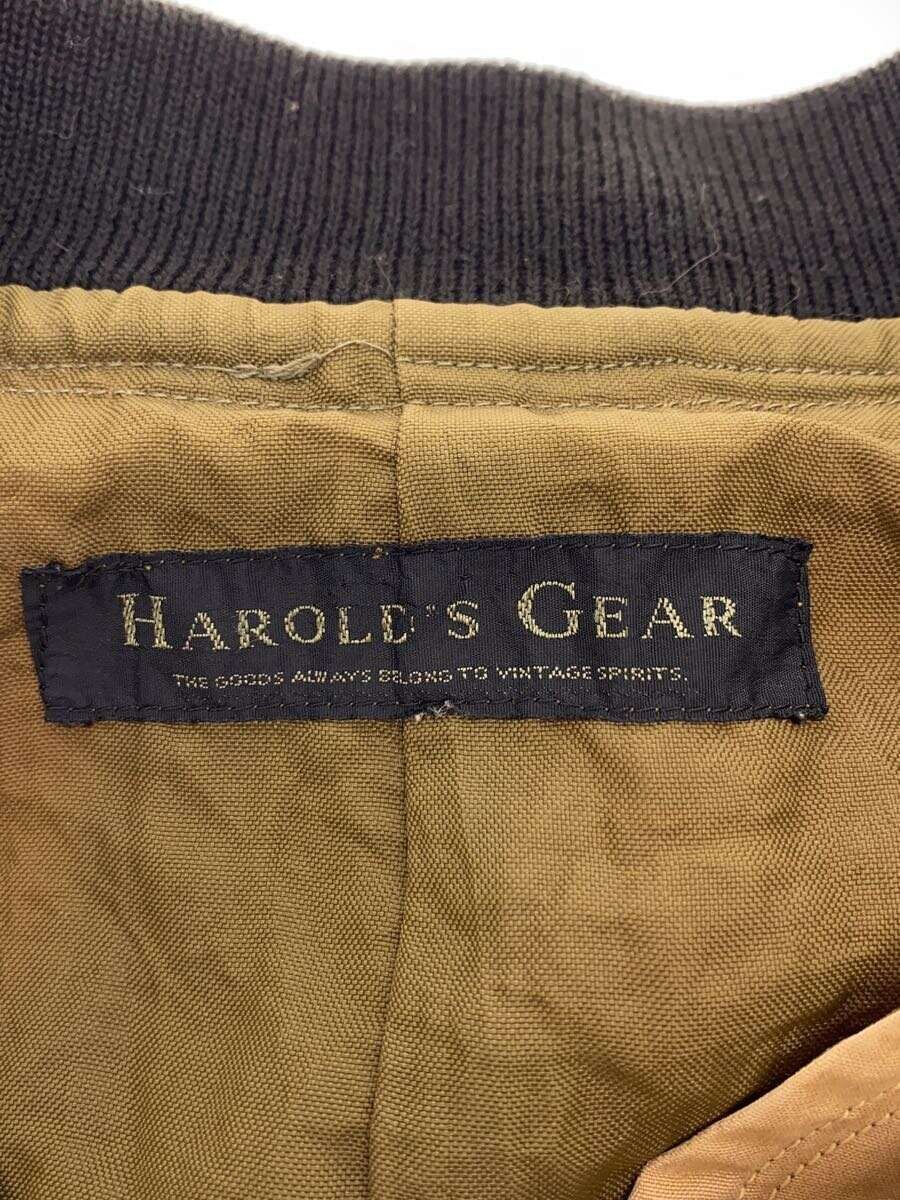 HAROLD'S GEAR
THE GOODS ALWAYS BELONG TO VINTAGE SPIRITS.